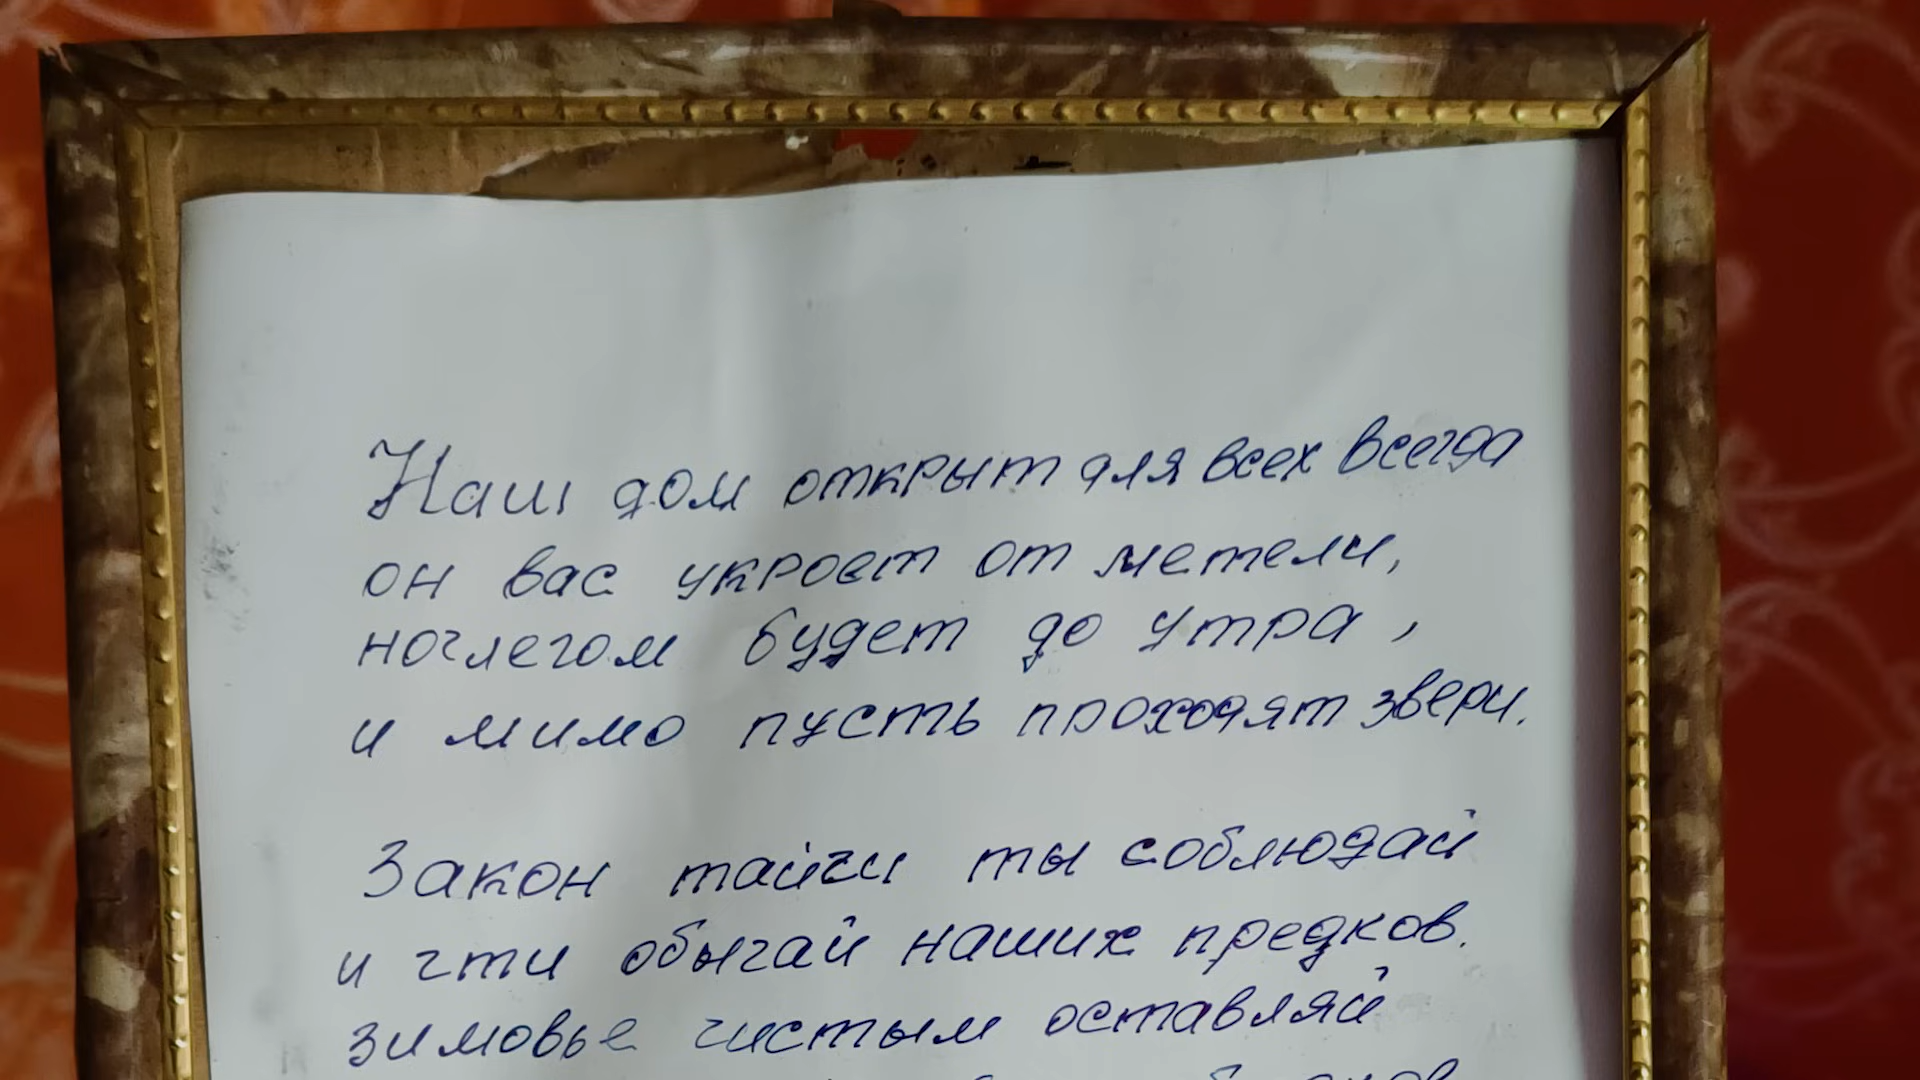 Наш дом открыт для всех всегда
он вас укроет от метели,
ночлегом будет до утра,
и мимо пусть проходят звери.
Закон тайги ты соблюдай
и чти обычай наших предков.
зимовье чистым оставляй